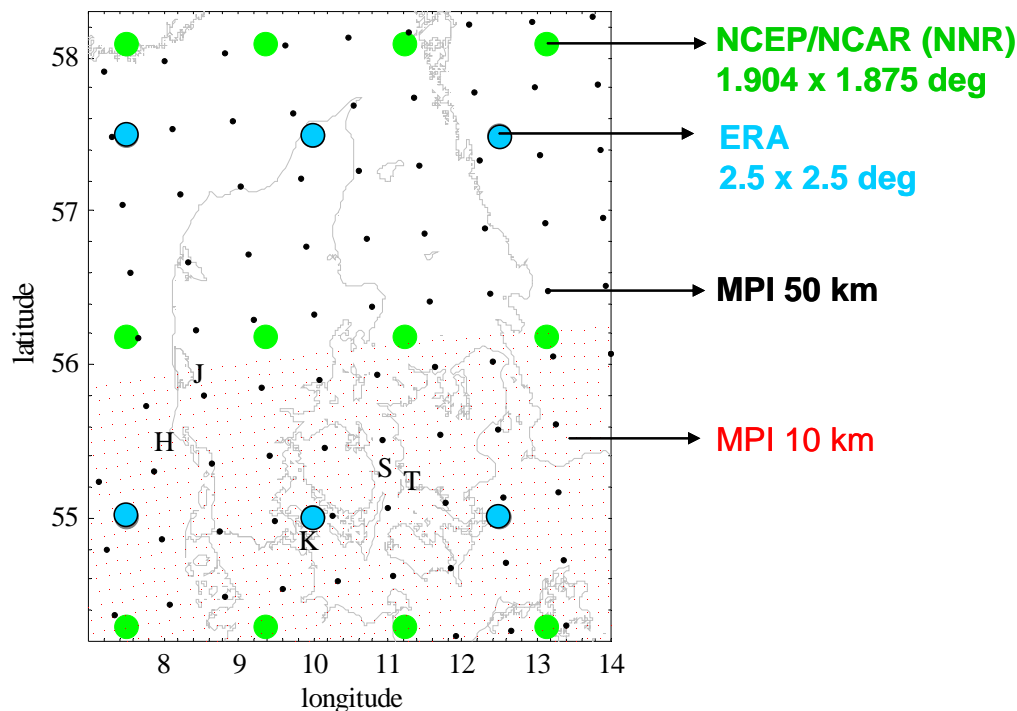 NCEP/NCAR (NNR)
1.904 x 1.875 deg
ERA
2.5 x 2.5 deg
MPI 50 km
MPI 10 km
58
57
56
55
latitude
J
H
S
T
K
8 9 10 11 12 13 14
longitude